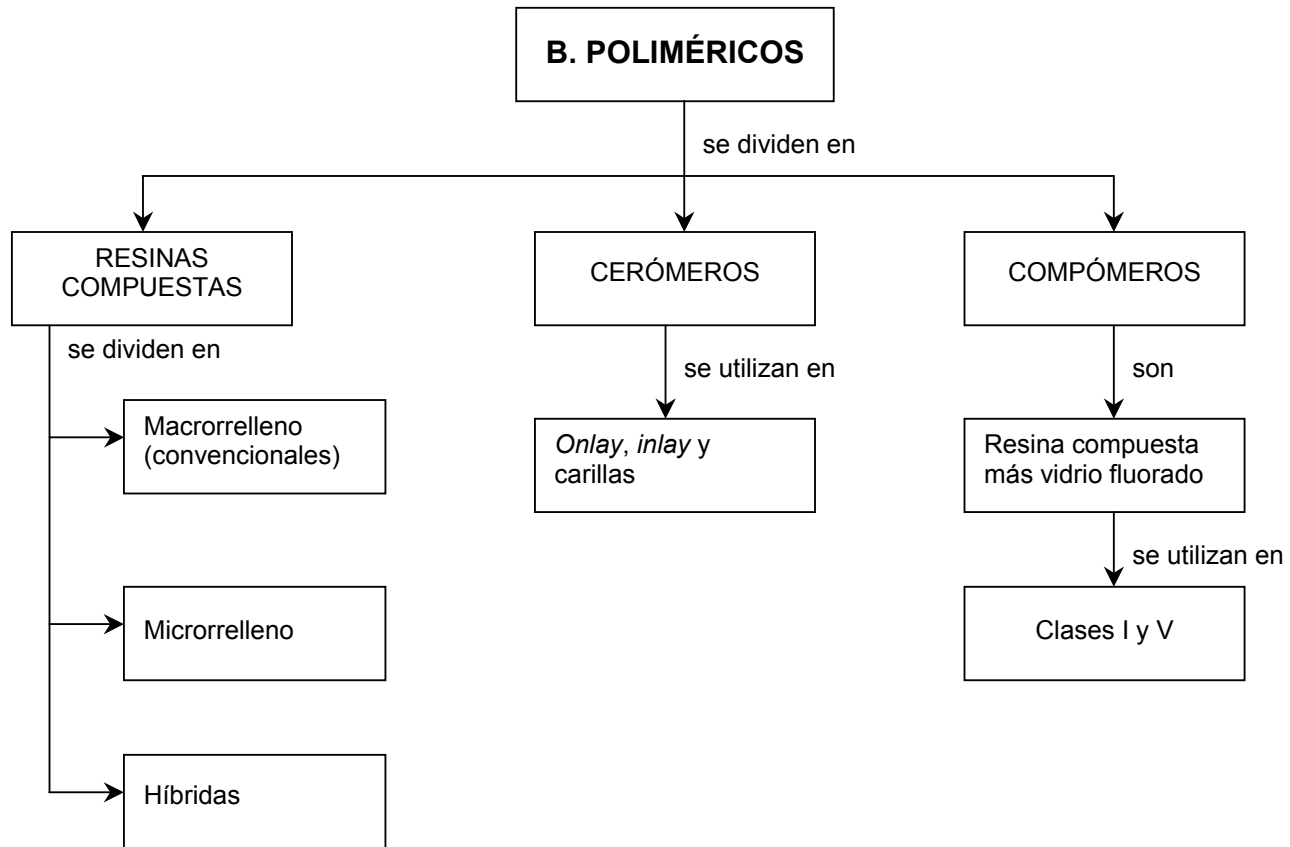 B. POLIMÉRICOS
se dividen en
RESINAS
COMPUESTAS
CERÓMEROS
COMPÓMEROS
se dividen en
se utilizan en
son
Macrorrelleno
(convencionales)
Onlay, inlay y
carillas
Resina compuesta
más vidrio fluorado
se utilizan en
Microrrelleno
Clases I y V
Híbridas